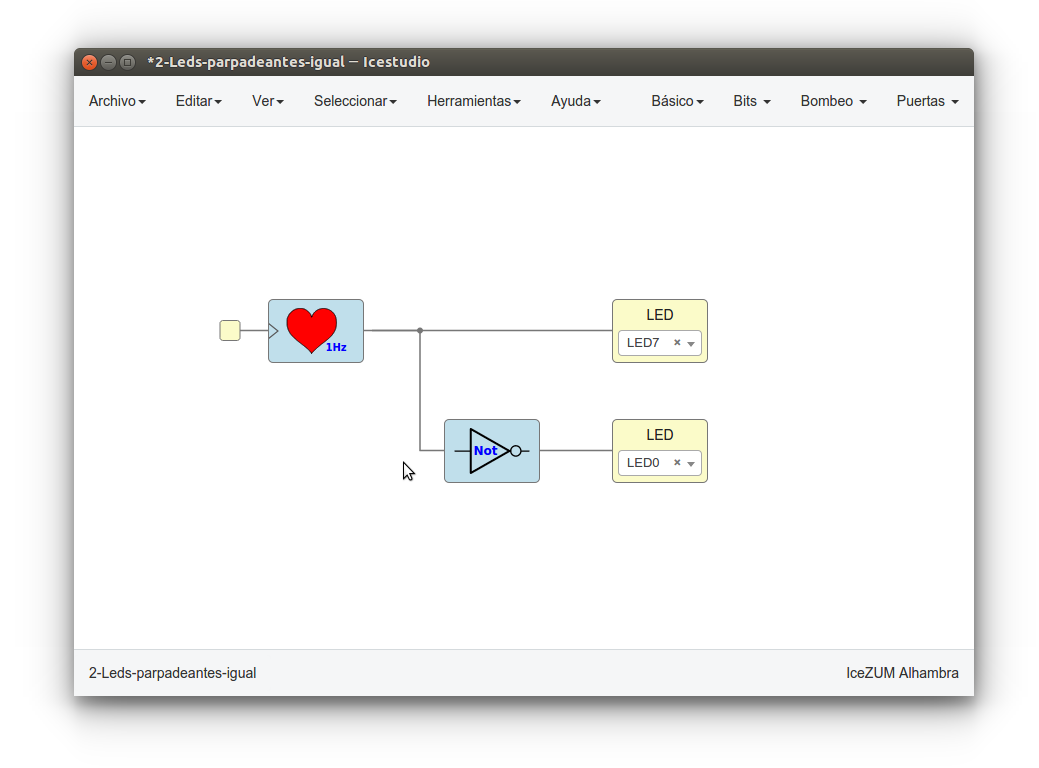 *2-Leds-parpadeantes-igual — Icestudio
Archivo Editar Ver Seleccionar Herramientas Ayuda Básico Bits Bombeo Puertas
LED
LED7 ×
1Hz
LED
Not
LED0 ×
2-Leds-parpadeantes-igual IceZUM Alhambra